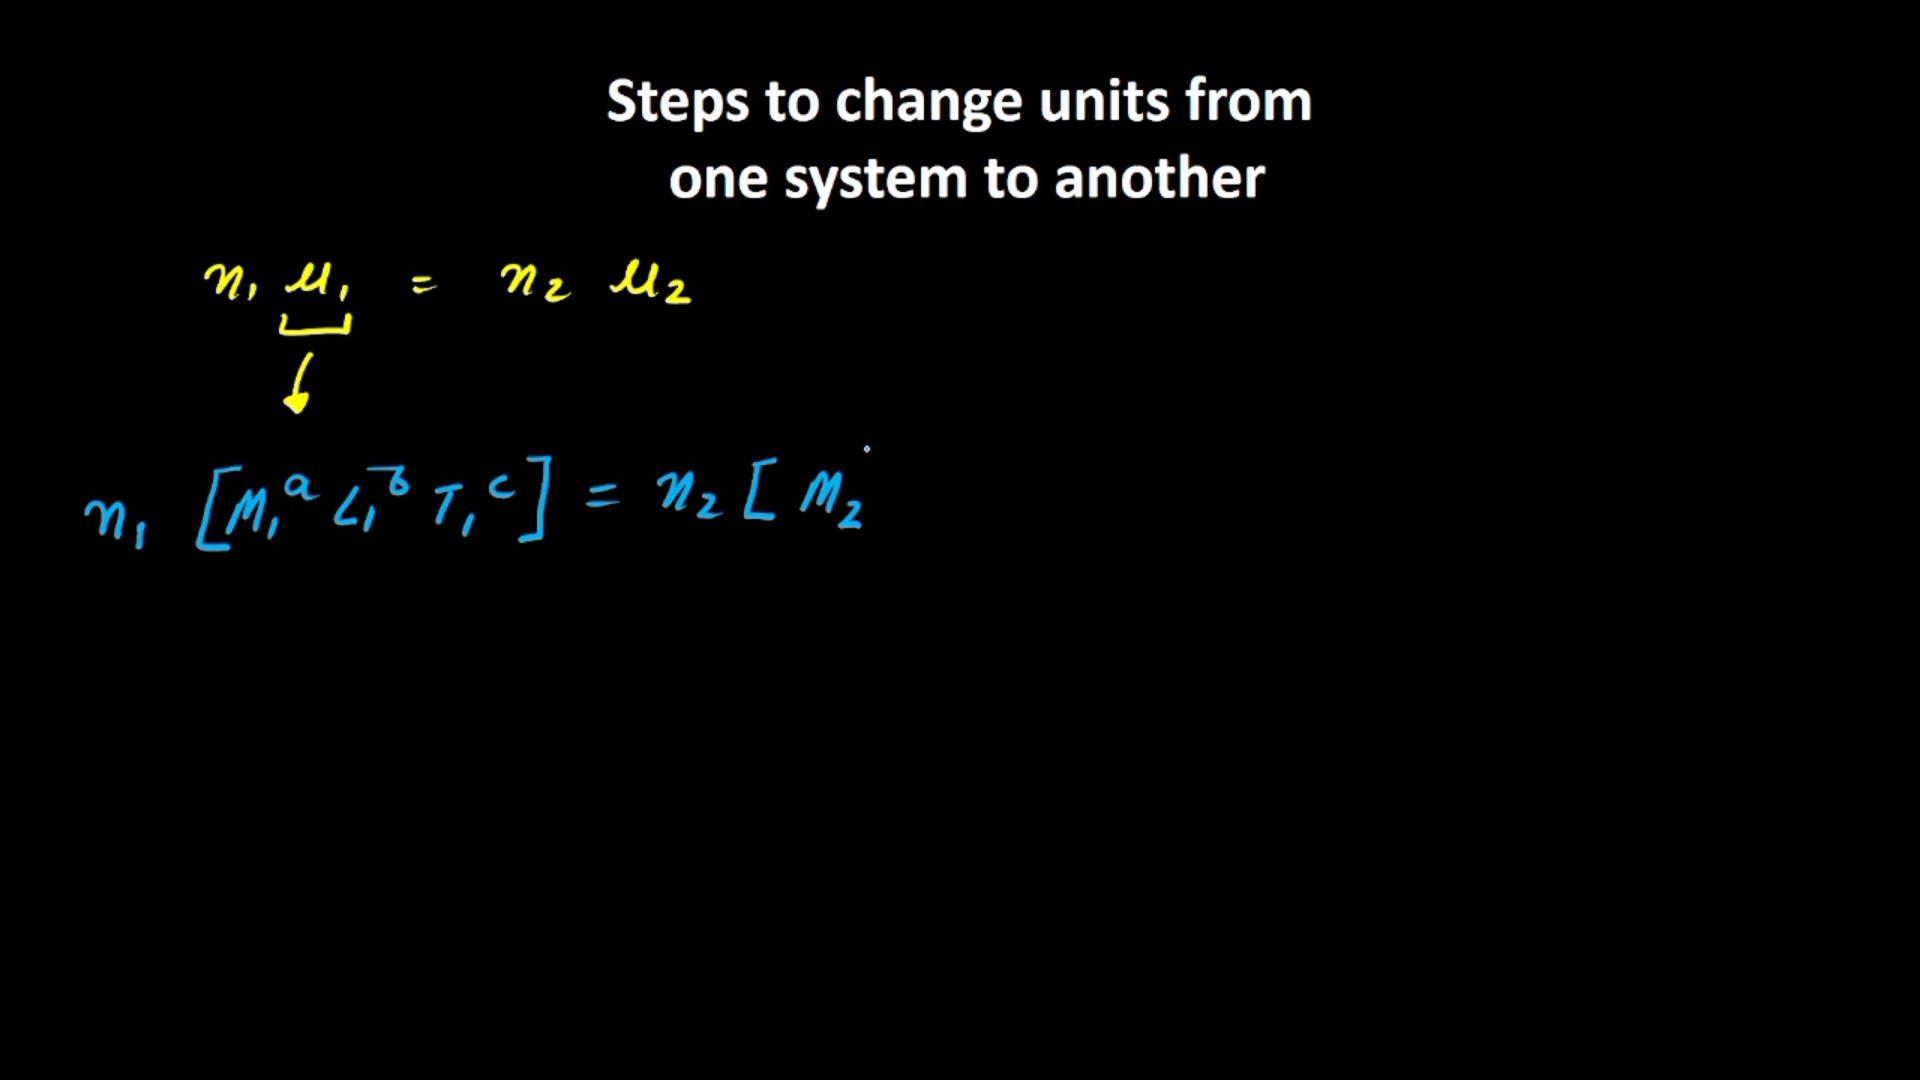 Steps to change units from
one system to another
n₁ u₁ = n₂ u₂
n₁ [M₁ᵃ L₁ᵇ T₁ᶜ] = n₂ [ M₂